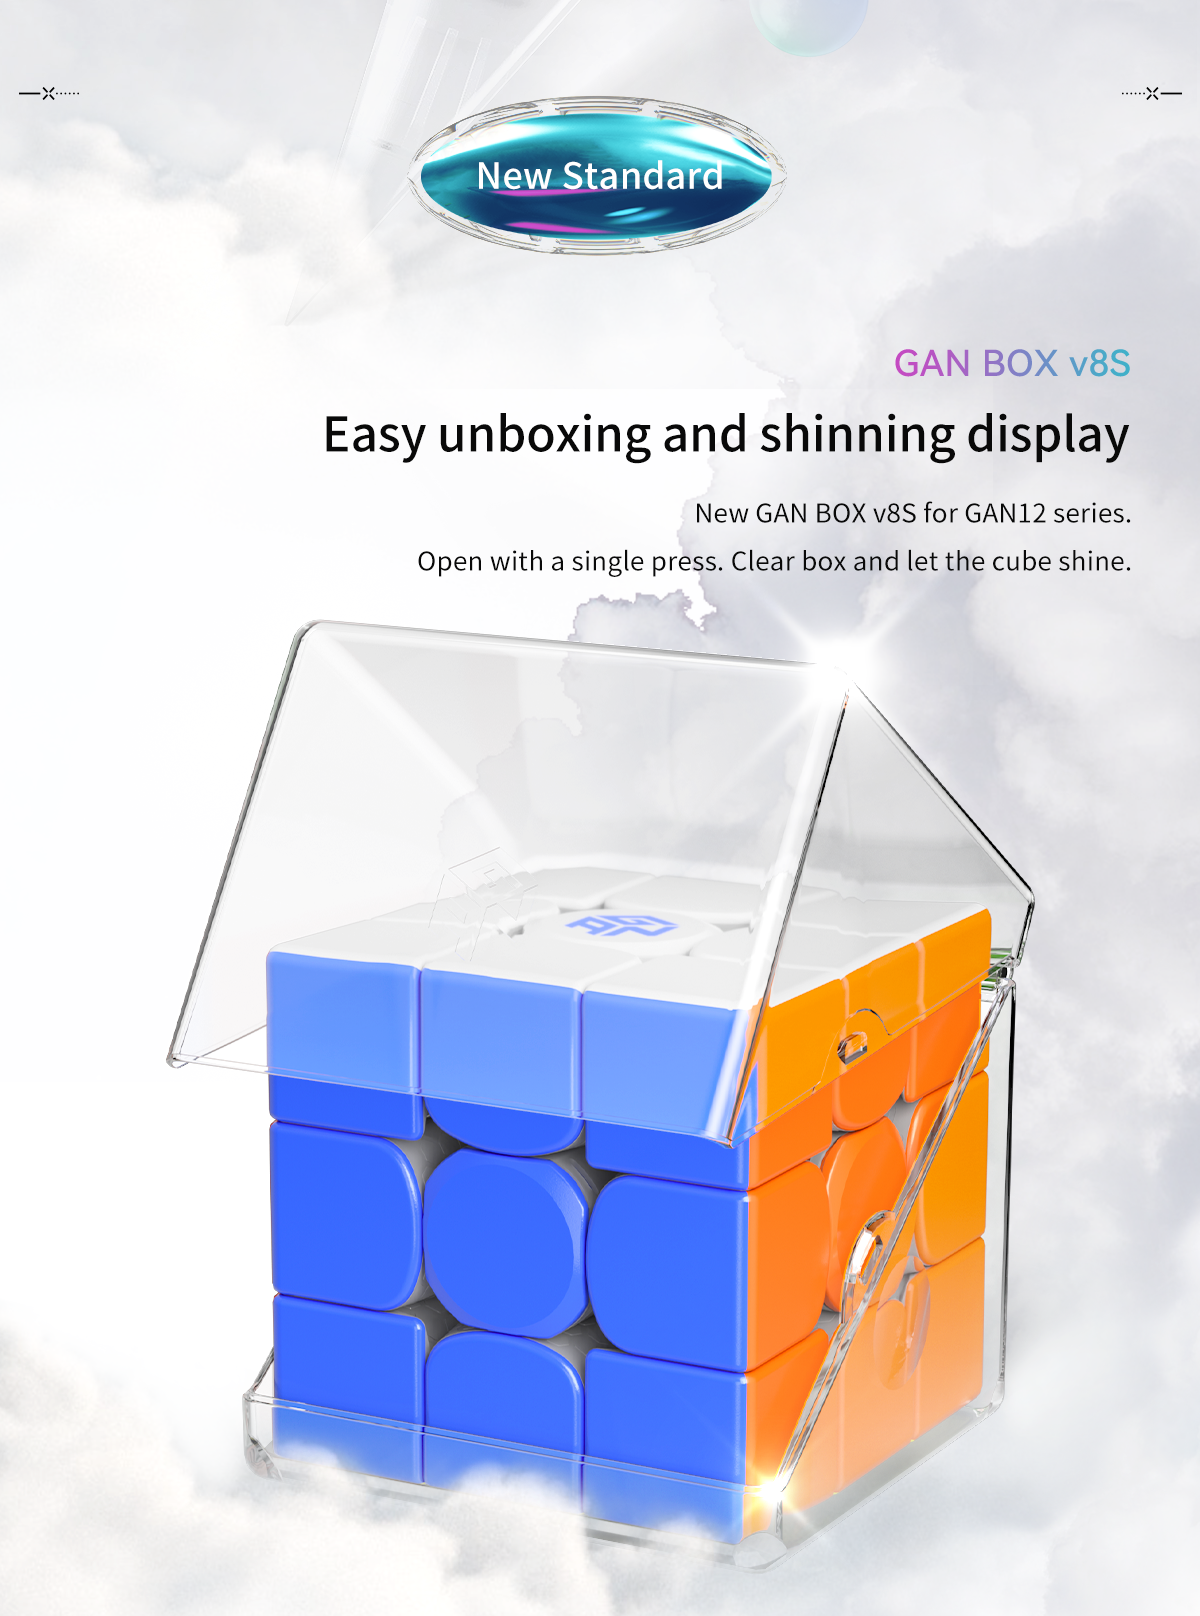 New Standard
GAN BOX v8S
Easy unboxing and shinning display
New GAN BOX v8S for GAN12 series.
Open with a single press. Clear box and let the cube shine.
GAN